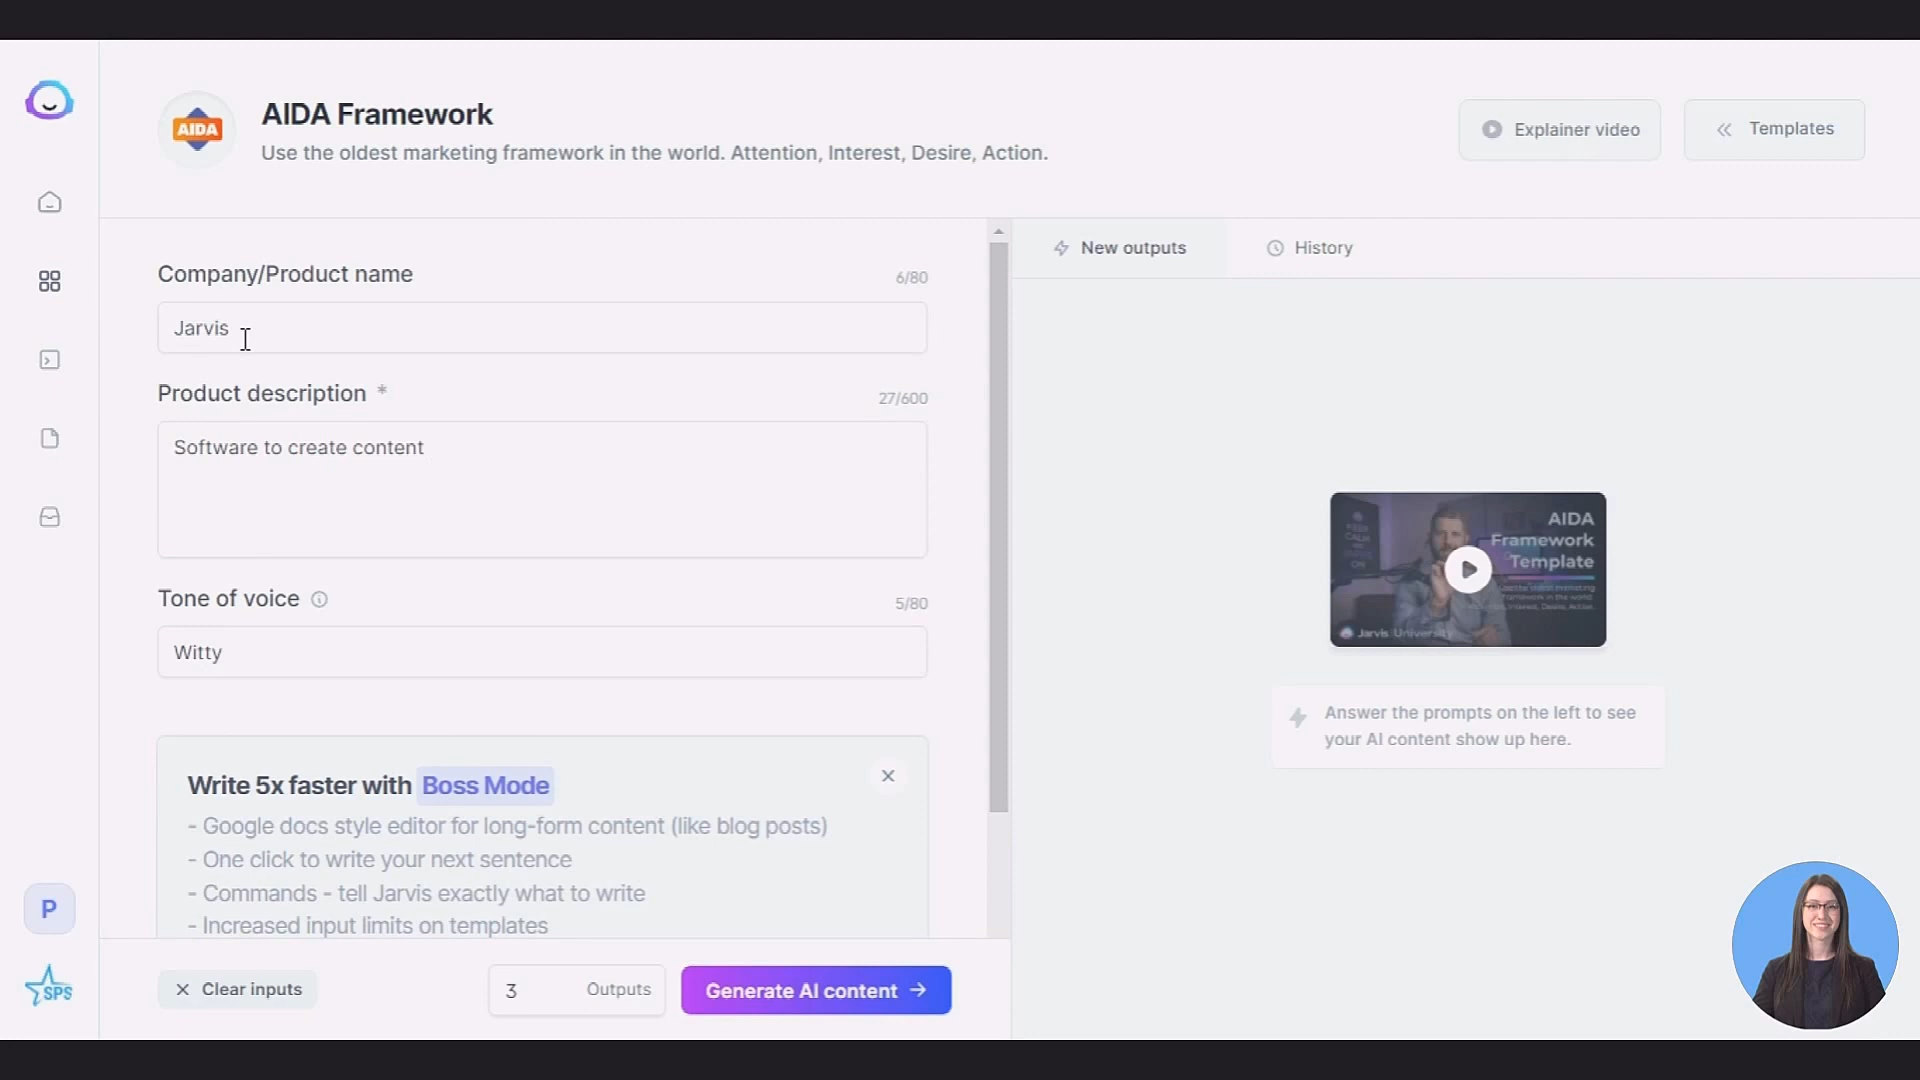 AIDA
AIDA Framework
Use the oldest marketing framework in the world. Attention, Interest, Desire, Action.
Explainer video
Templates
Company/Product name
6/80
Jarvis
Product description *
27/600
Software to create content
Tone of voice
5/80
Witty
Write 5x faster with Boss Mode
- Google docs style editor for long-form content (like blog posts)
- One click to write your next sentence
- Commands - tell Jarvis exactly what to write
- Increased input limits on templates
Clear inputs
3 Outputs
Generate AI content
New outputs
History
AIDA
Framework
Template
Jarvis University
Answer the prompts on the left to see
your AI content show up here.
P
SPS